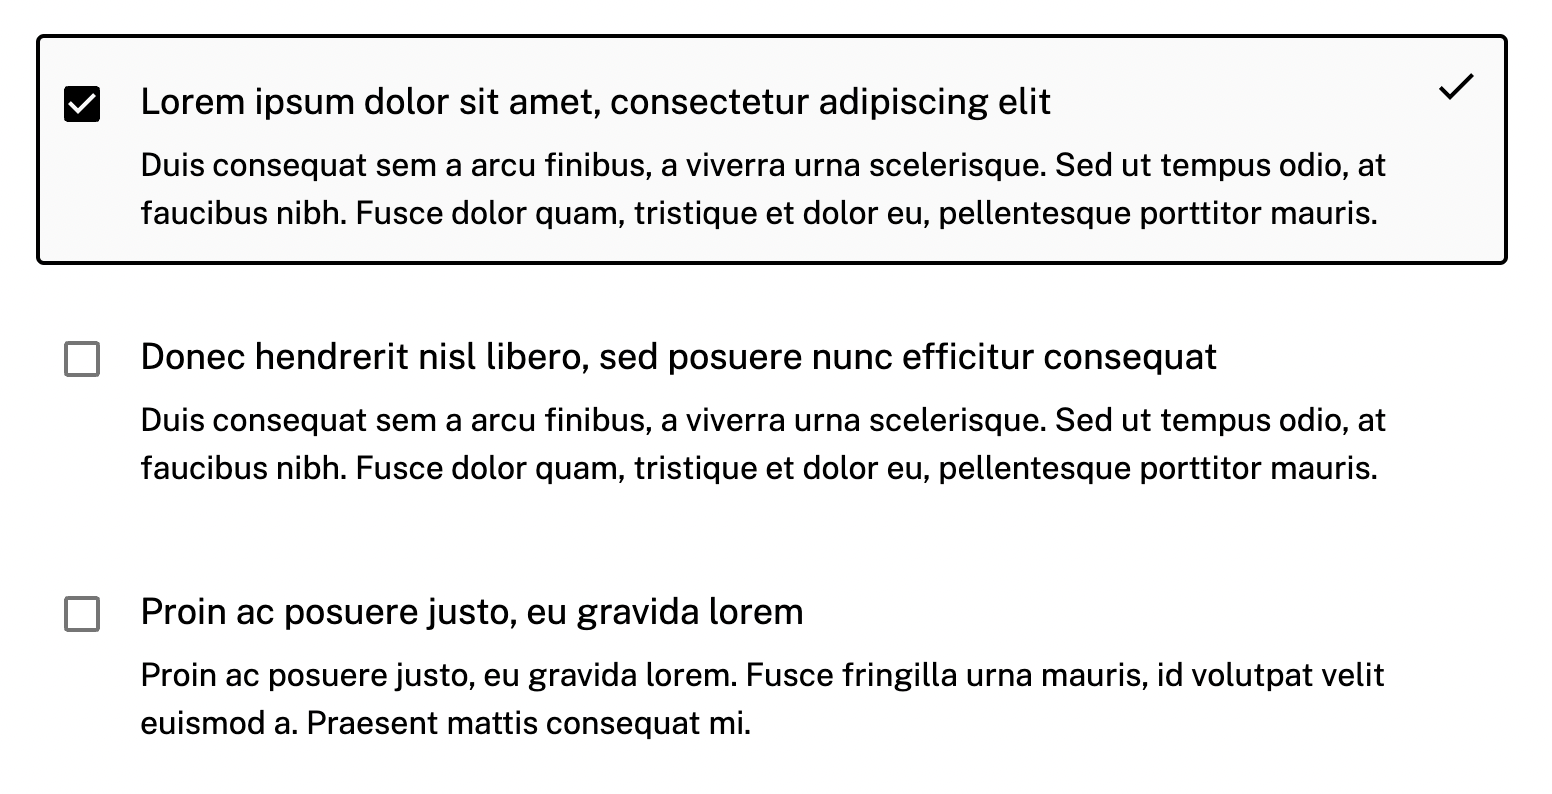 Lorem ipsum dolor sit amet, consectetur adipiscing elit
Duis consequat sem a arcu finibus, a viverra urna scelerisque. Sed ut tempus odio, at
faucibus nibh. Fusce dolor quam, tristique et dolor eu, pellentesque porttitor mauris.
Donec hendrerit nisl libero, sed posuere nunc efficitur consequat
Duis consequat sem a arcu finibus, a viverra urna scelerisque. Sed ut tempus odio, at
faucibus nibh. Fusce dolor quam, tristique et dolor eu, pellentesque porttitor mauris.
Proin ac posuere justo, eu gravida lorem
Proin ac posuere justo, eu gravida lorem. Fusce fringilla urna mauris, id volutpat velit
euismod a. Praesent mattis consequat mi.